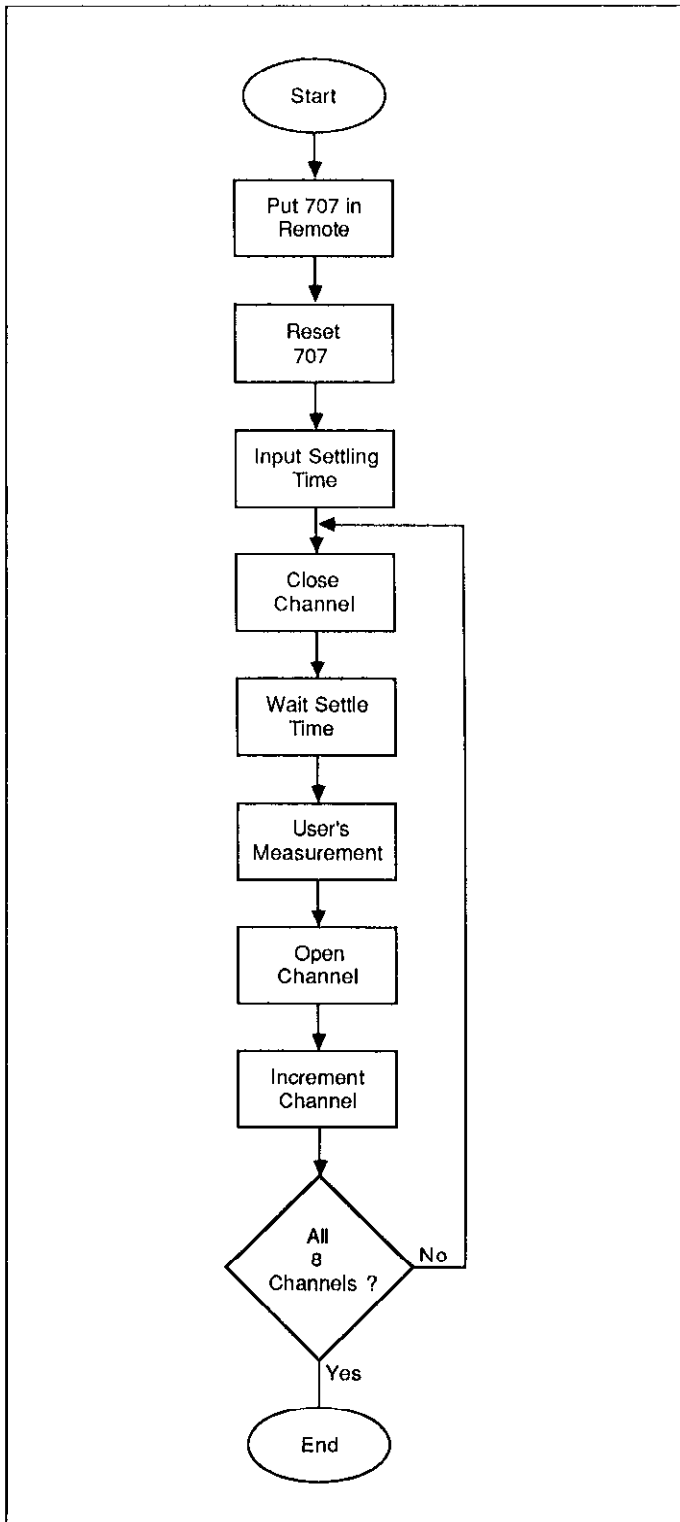 Start
Put 707 in
Remote
Reset
707
Input Settling
Time
Close
Channel
Wait Settle
Time
User's
Measurement
Open
Channel
Increment
Channel
All
8
Channels ?
No
Yes
End